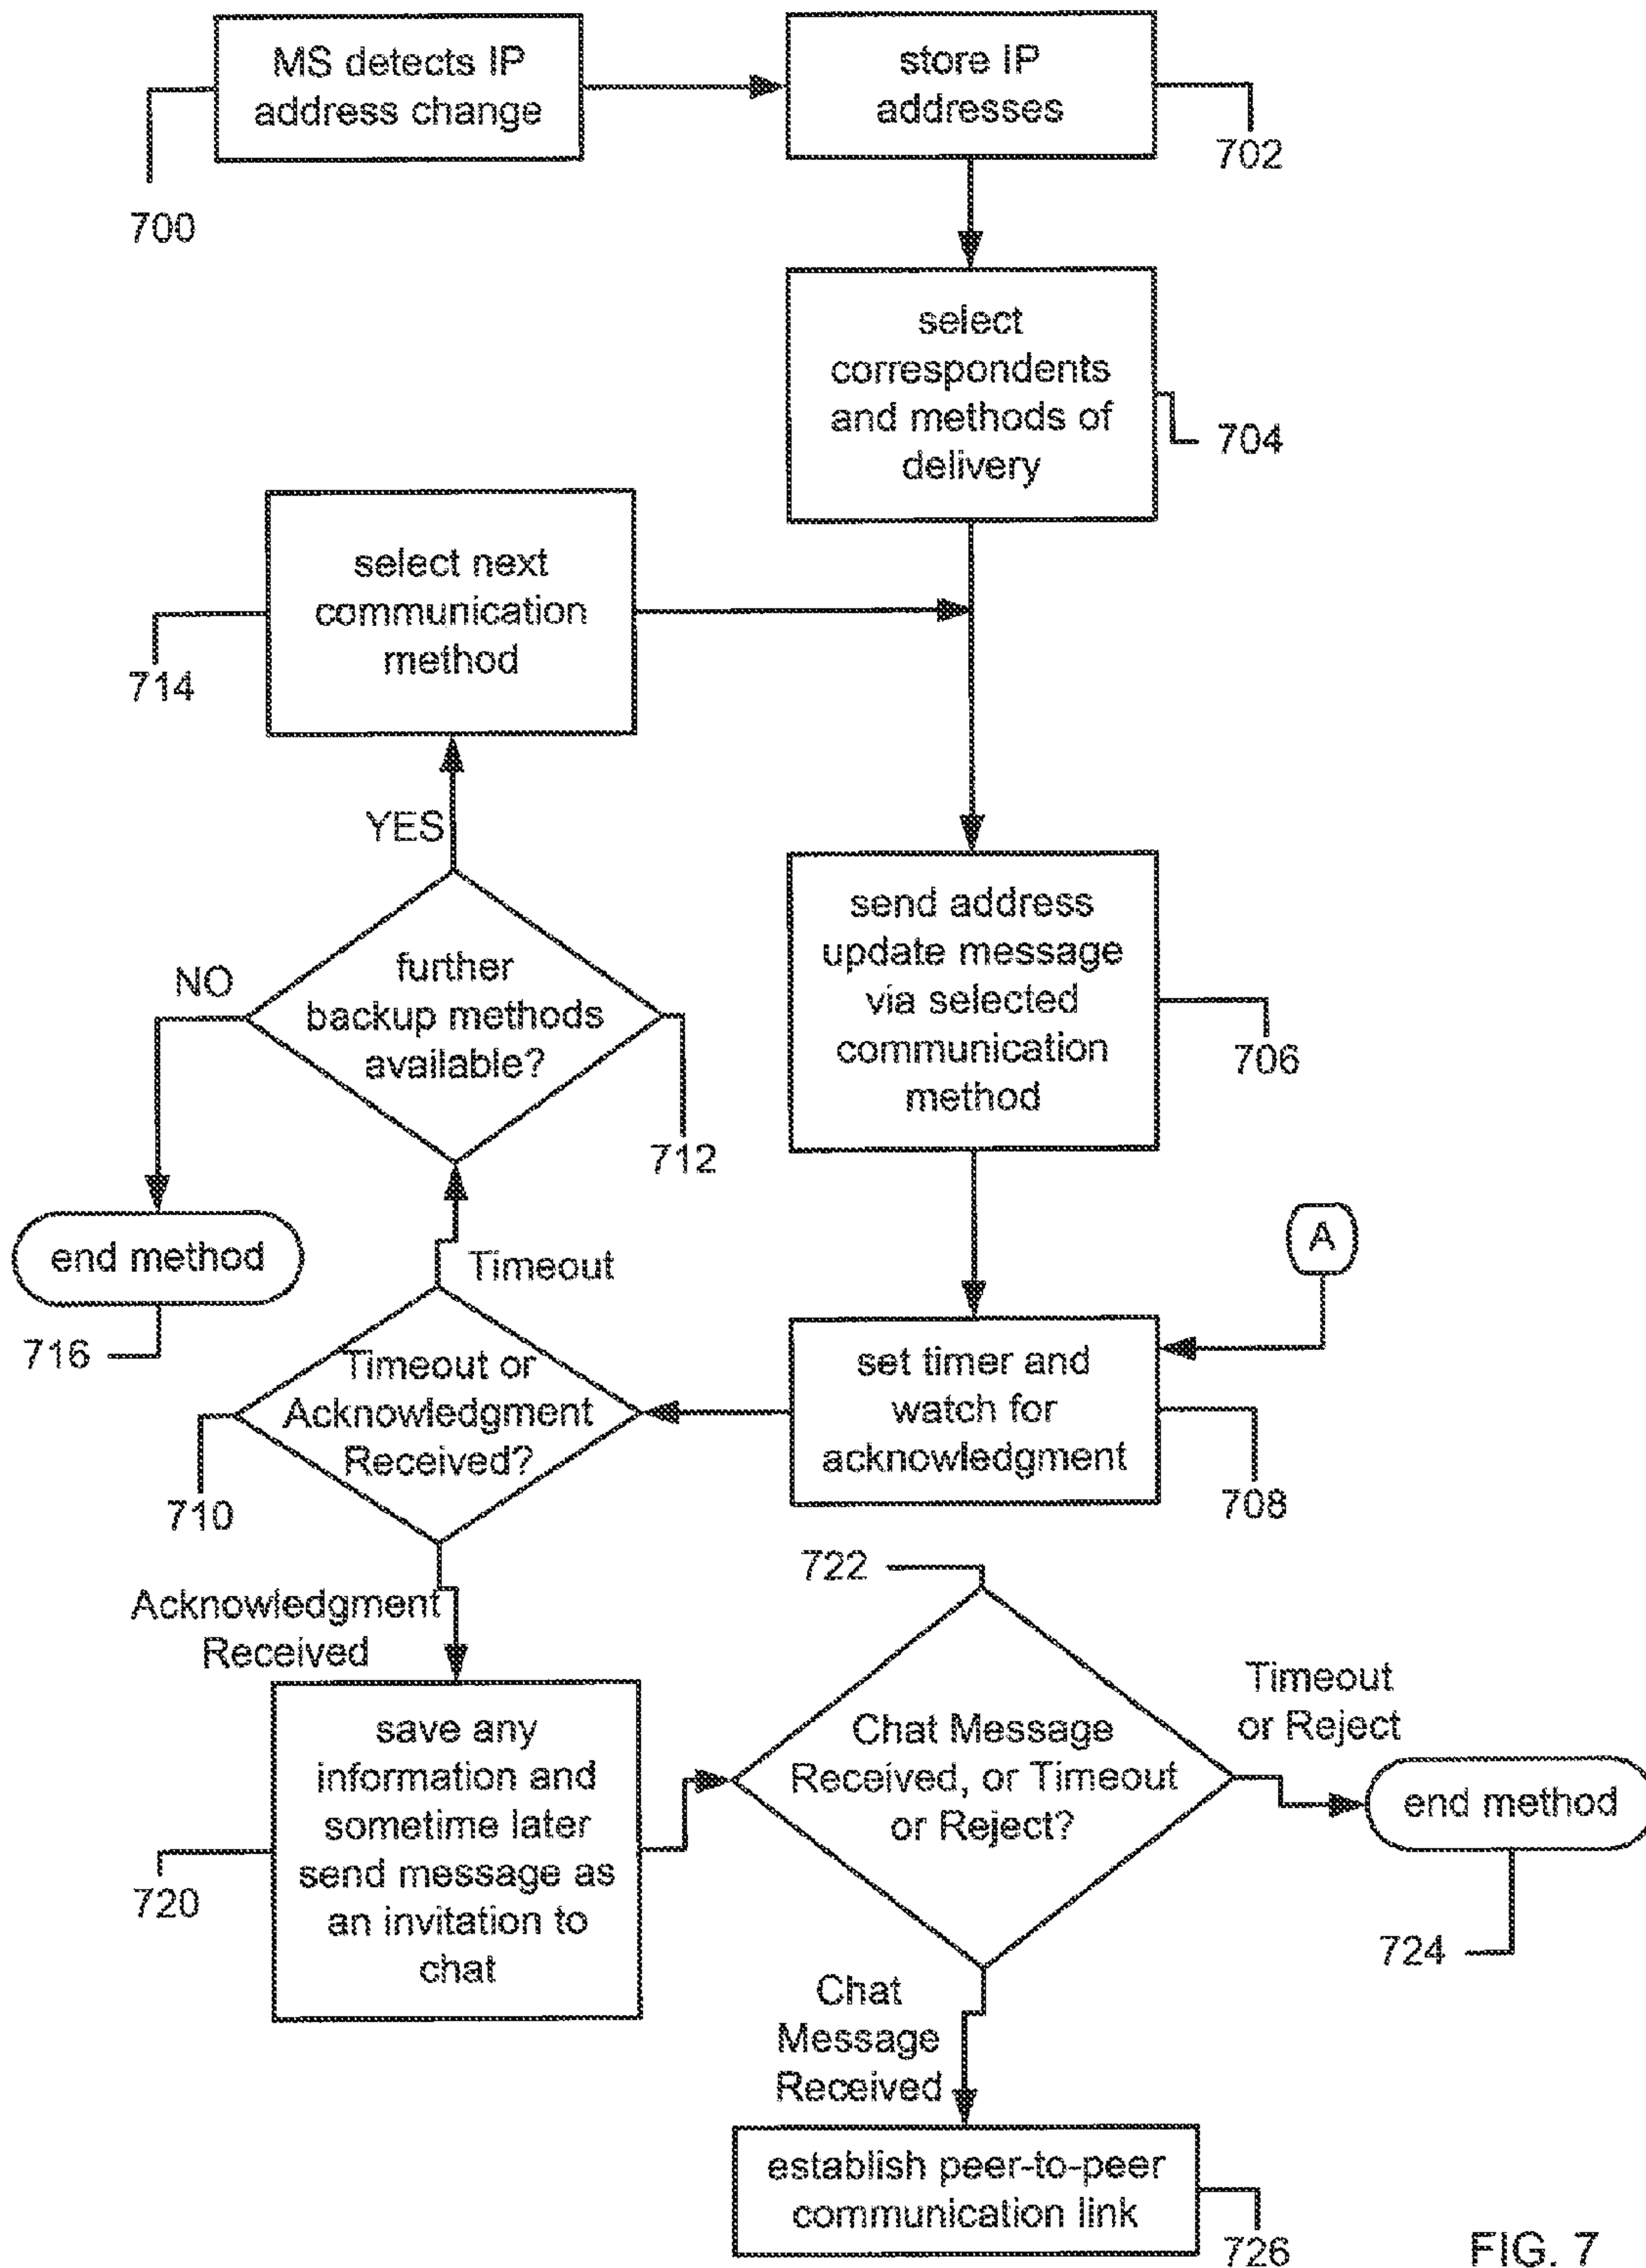 MS detects IP
address change
700
store IP
addresses
702
select
correspondents
and methods of
delivery
704
select next
communication
method
714
YES
further
backup methods
available?
NO
712
end method
716
send address
update message
via selected
communication
method
706
A
set timer and
watch for
acknowledgment
708
Timeout
Timeout or
Acknowledgment
Received?
710
Acknowledgment
Received
save any
information and
sometime later
send message as
an invitation to
chat
720
722
Chat Message
Received, or Timeout
or Reject?
Timeout
or Reject
end method
724
Chat
Message
Received
establish peer-to-peer
communication link
726
FIG. 7